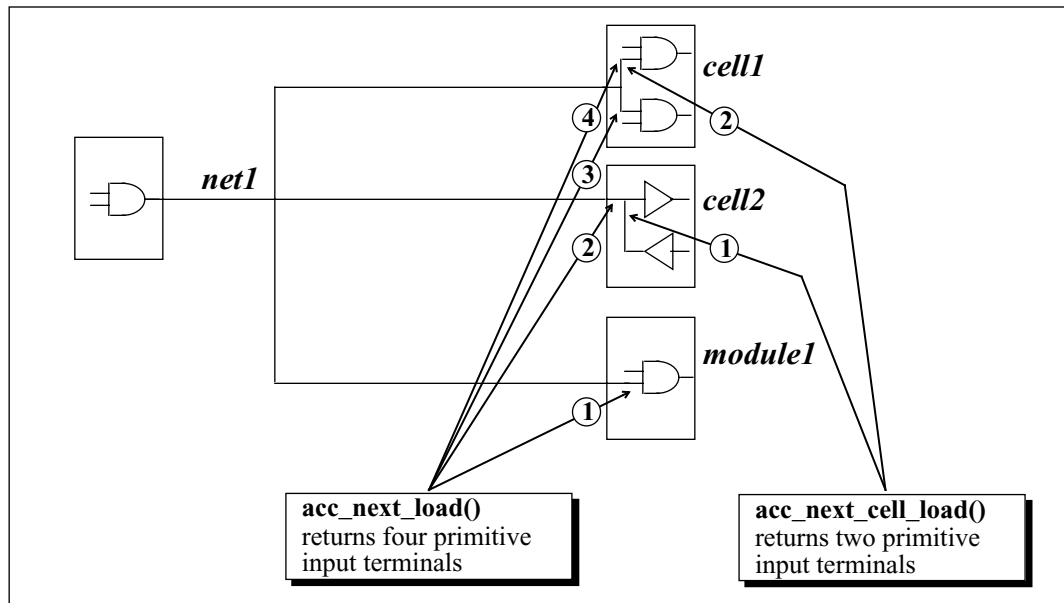 cell1
4
2
3
net1
cell2
2
1
module1
1
acc_next_load()
returns four primitive
input terminals
acc_next_cell_load()
returns two primitive
input terminals